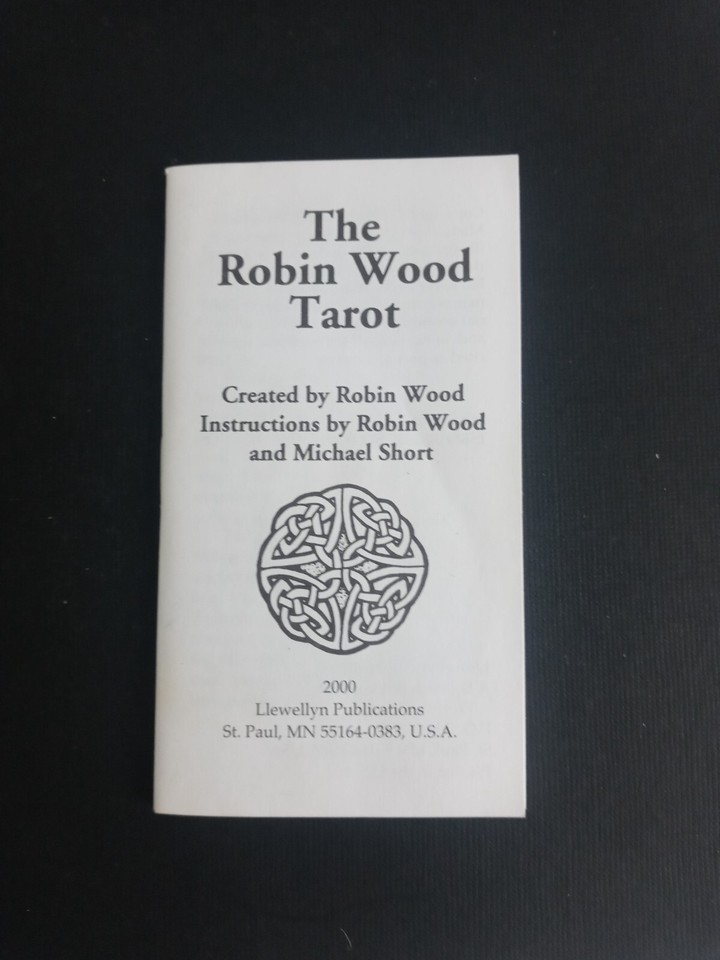 The
Robin Wood
Tarot
Created by Robin Wood
Instructions by Robin Wood
and Michael Short
2000
Llewellyn Publications
St. Paul, MN 55164-0383, U.S.A.